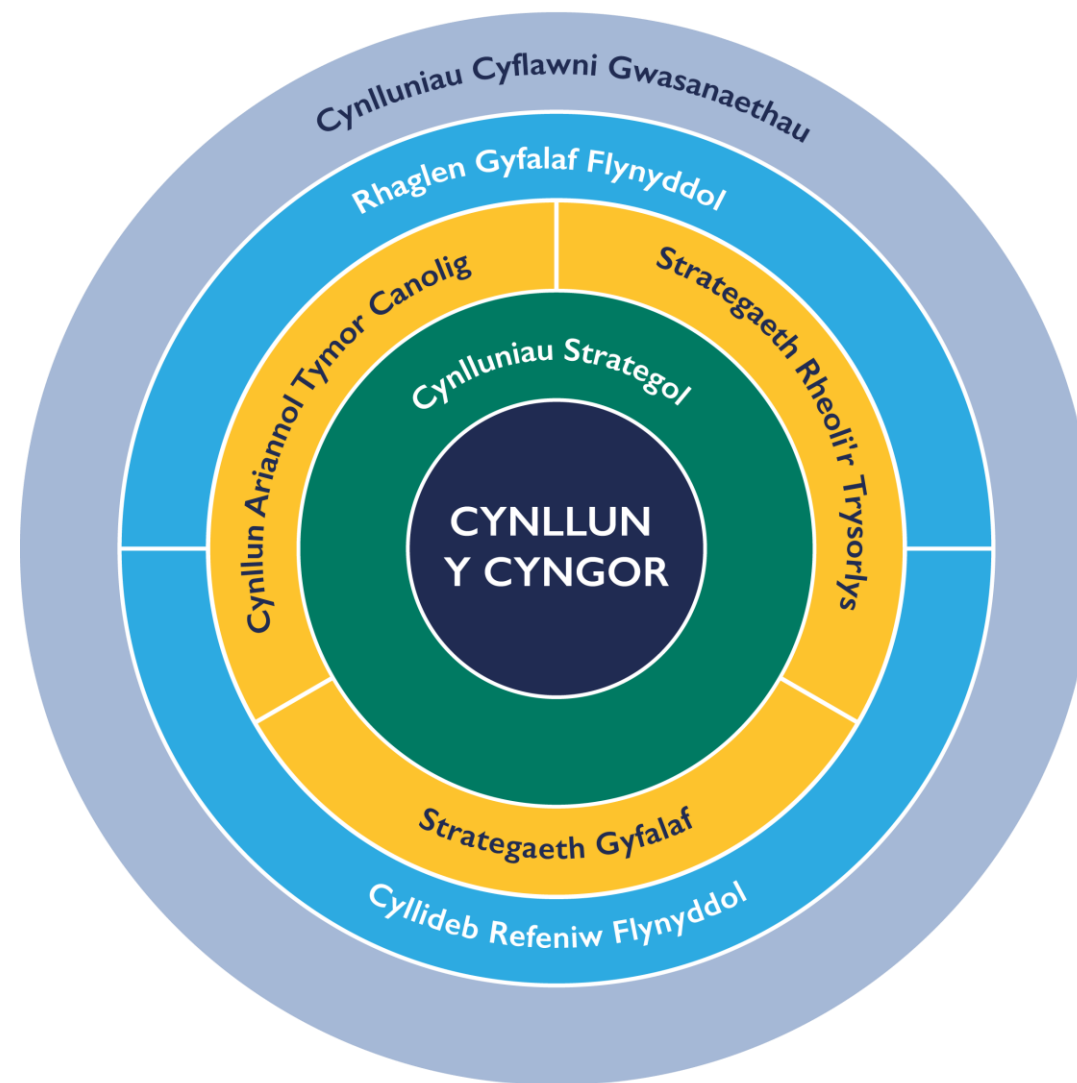 Cynlluniau Cyflawni Gwasanaethau
Rhaglen Gyfalaf Flynyddol
Cynllun Ariannol Tymor Canolig
Strategaeth Rheoli'r Trysorlys
Cynlluniau Strategol
CYNLLUN
Y CYNGOR
Strategaeth Gyfalaf
Cyllideb Refeniw Flynyddol